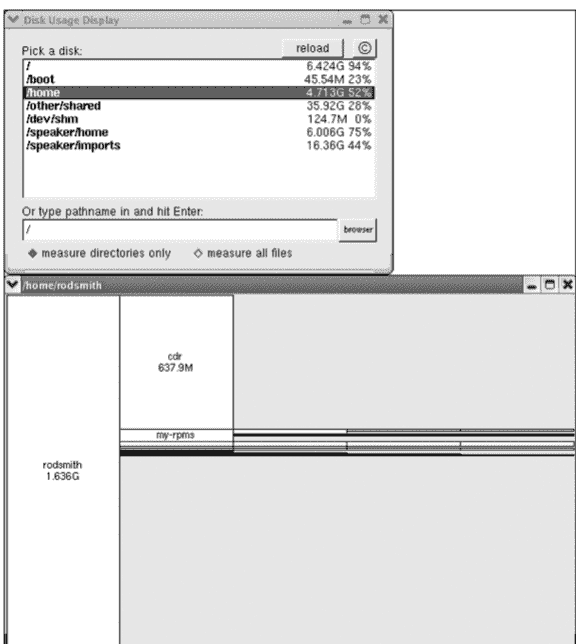 Disk Usage Display
Pick a disk:
reload
©
/ 6.424G 94%
/boot 45.54M 23%
/home 4.713G 52%
/other/shared 35.92G 28%
/dev/shm 124.7M 0%
/speaker/home 6.006G 75%
/speaker/imports 16.36G 44%
Or type pathname in and hit Enter:
/
browser
measure directories only
measure all files
/home/rodsmith
cdr
637.9M
my-rpms
rodsmith
1.636G